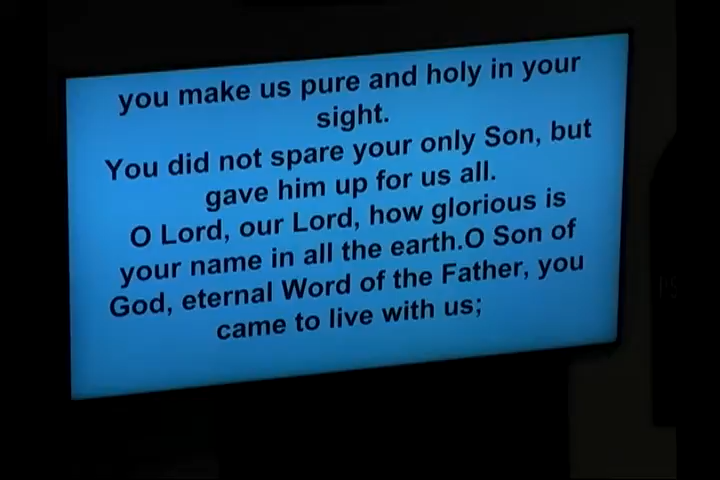 you make us pure and holy in your
sight.
You did not spare your only Son, but
gave him up for us all.
O Lord, our Lord, how glorious is
your name in all the earth.O Son of
God, eternal Word of the Father, you
came to live with us;